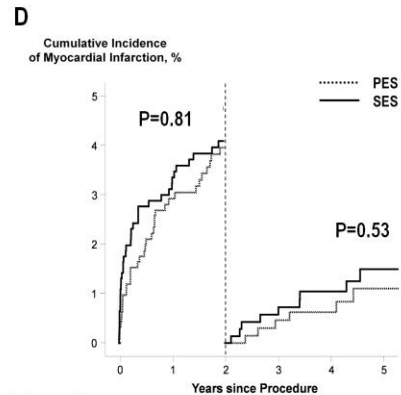 D
Cumulative Incidence
of Myocardial Infarction, %
PES
SES
P=0.81
P=0.53
5
4
3
2
1
0
0 1 2 3 4 5
Years since Procedure